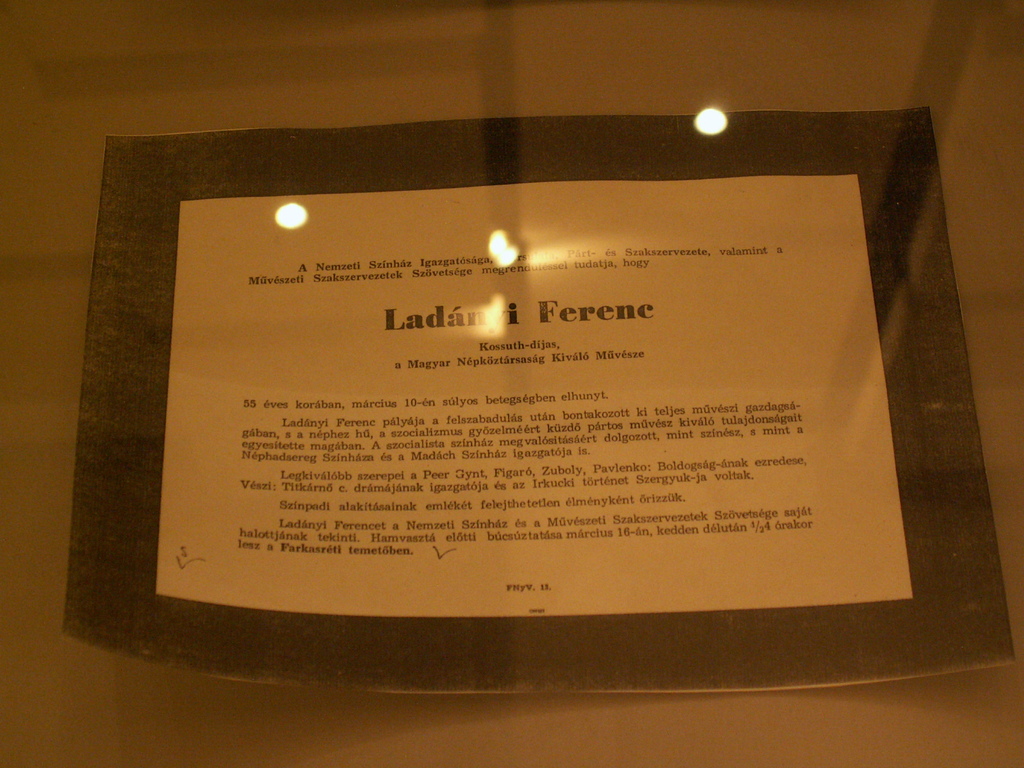 A Nemzeti Színház Igazgatósága, Párt- és Szakszervezete, valamint a
Művészeti Szakszervezetek Szövetsége megrendüléssel tudatja, hogy
Ladányi Ferenc
Kossuth-díjas,
a Magyar Népköztársaság Kiváló Művésze
55 éves korában, március 10-én súlyos betegségben elhunyt.
Ladányi Ferenc pályája a felszabadulás után bontakozott ki teljes művészi gazdagsá-
gában, s a néphez hű, a szocializmus győzelméért küzdő pártos művész kiváló tulajdonságait
egyesítette magában. A szocialista színház megvalósításáért dolgozott, mint színész, s mint a
Néphadsereg Színháza és a Madách Színház igazgatója is.
Legkiválóbb szerepei a Peer Gynt, Figaró, Zuboly, Pavlenko: Boldogság-ának ezredese,
Vészi: Titkárnő c. drámájának igazgatója és az Irkucki történet Szergyuk-ja voltak.
Színpadi alakításainak emlékét felejthetetlen élményként őrizzük.
Ladányi Ferencet a Nemzeti Színház és a Művészeti Szakszervezetek Szövetsége saját
halottjának tekinti. Hamvasztá előtti búcsúztatása március 16-án, kedden délután 1/2 4 órakor
lesz a Farkasréti temetőben.
FNyV. 13.